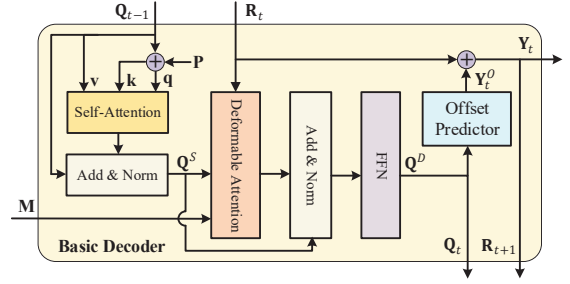 Q_{t-1}
R_t
Y_t
P
v
k
q
Y_t^O
Self-Attention
Deformable Attention
Add & Norm
FFN
Offset
Predictor
Add & Norm
Q^S
Q^D
M
Basic Decoder
Q_t
R_{t+1}